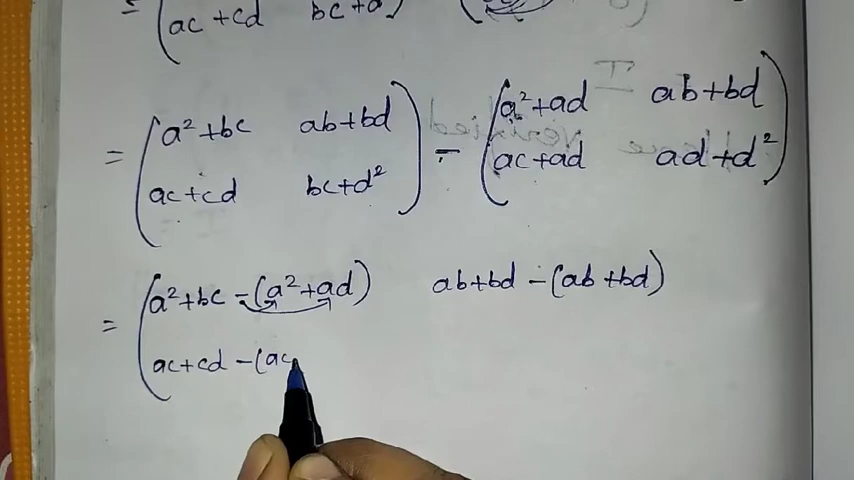 = ( ac + cd bc + d
= ( a² + bc ab + bd ) - ( a² + ad ab + bd )
ac + cd bc + d² ac + ad ad + d²
= ( a² + bc - (a² + ad) ab + bd - (ab + bd)
ac + cd - (ac